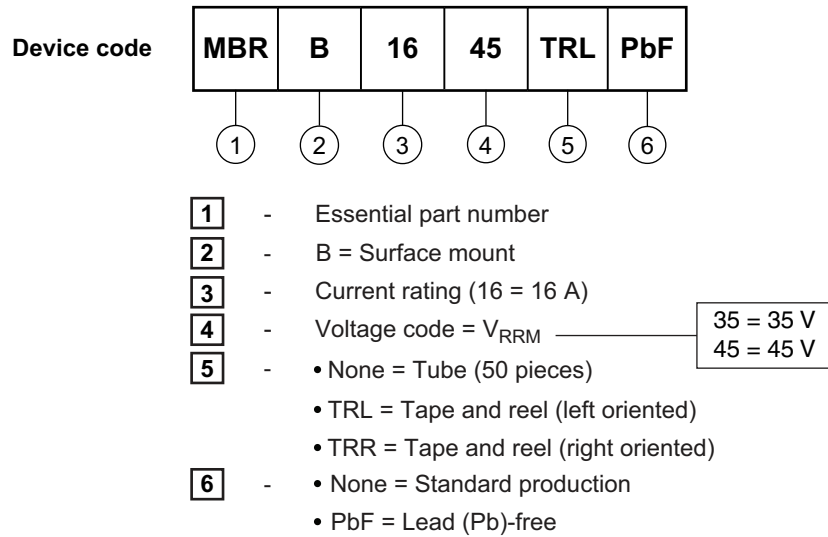 Device code MBR B 16 45 TRL PbF
1 2 3 4 5 6
1 - Essential part number
2 - B = Surface mount
3 - Current rating (16 = 16 A)
4 - Voltage code = VRRM
35 = 35 V
45 = 45 V
5 - • None = Tube (50 pieces)
• TRL = Tape and reel (left oriented)
• TRR = Tape and reel (right oriented)
6 - • None = Standard production
• PbF = Lead (Pb)-free